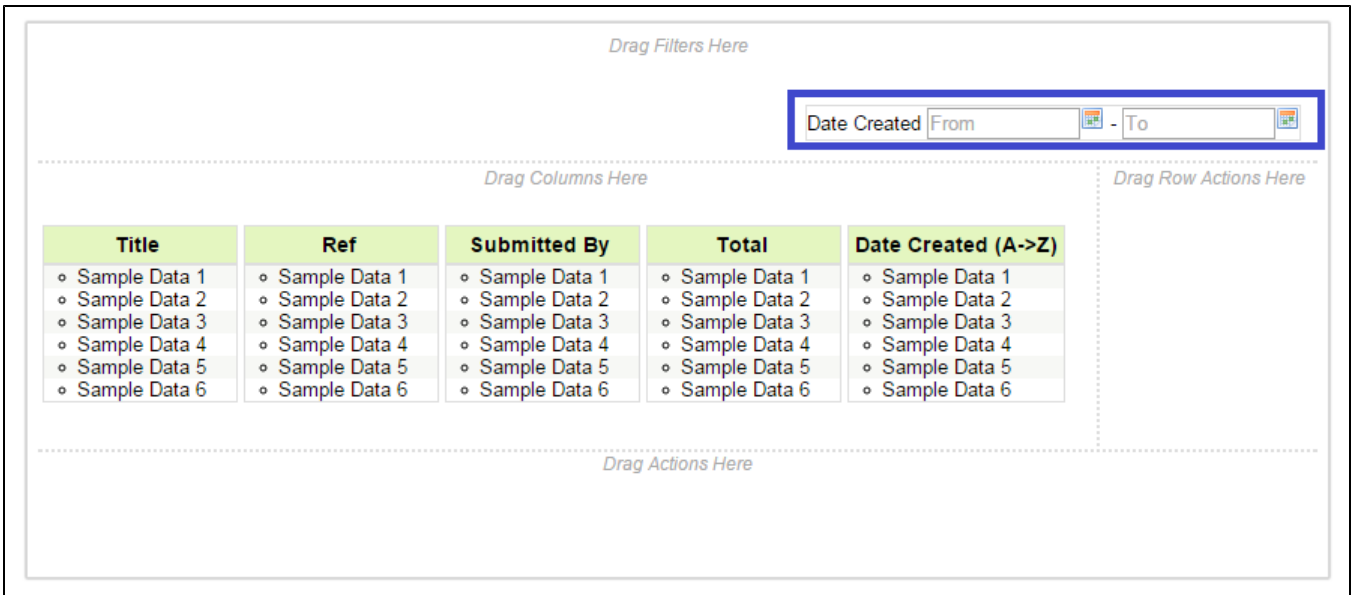 Drag Filters Here
Date Created From - To
Drag Columns Here Drag Row Actions Here
Title Ref Submitted By Total Date Created (A->Z)
Sample Data 1 Sample Data 1 Sample Data 1 Sample Data 1 Sample Data 1
Sample Data 2 Sample Data 2 Sample Data 2 Sample Data 2 Sample Data 2
Sample Data 3 Sample Data 3 Sample Data 3 Sample Data 3 Sample Data 3
Sample Data 4 Sample Data 4 Sample Data 4 Sample Data 4 Sample Data 4
Sample Data 5 Sample Data 5 Sample Data 5 Sample Data 5 Sample Data 5
Sample Data 6 Sample Data 6 Sample Data 6 Sample Data 6 Sample Data 6
Drag Actions Here